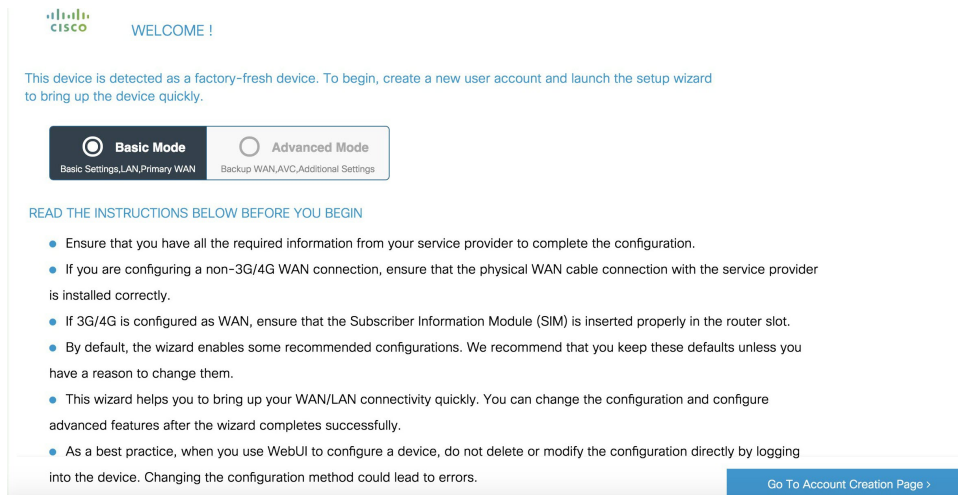 CISCO
WELCOME !
This device is detected as a factory-fresh device. To begin, create a new user account and launch the setup wizard
to bring up the device quickly.
Basic Mode
Basic Settings,LAN,Primary WAN
Advanced Mode
Backup WAN,AVC,Additional Settings
READ THE INSTRUCTIONS BELOW BEFORE YOU BEGIN
● Ensure that you have all the required information from your service provider to complete the configuration.
● If you are configuring a non-3G/4G WAN connection, ensure that the physical WAN cable connection with the service provider
is installed correctly.
● If 3G/4G is configured as WAN, ensure that the Subscriber Information Module (SIM) is inserted properly in the router slot.
● By default, the wizard enables some recommended configurations. We recommend that you keep these defaults unless you
have a reason to change them.
● This wizard helps you to bring up your WAN/LAN connectivity quickly. You can change the configuration and configure
advanced features after the wizard completes successfully.
● As a best practice, when you use WebUI to configure a device, do not delete or modify the configuration directly by logging
into the device. Changing the configuration method could lead to errors.
Go To Account Creation Page >